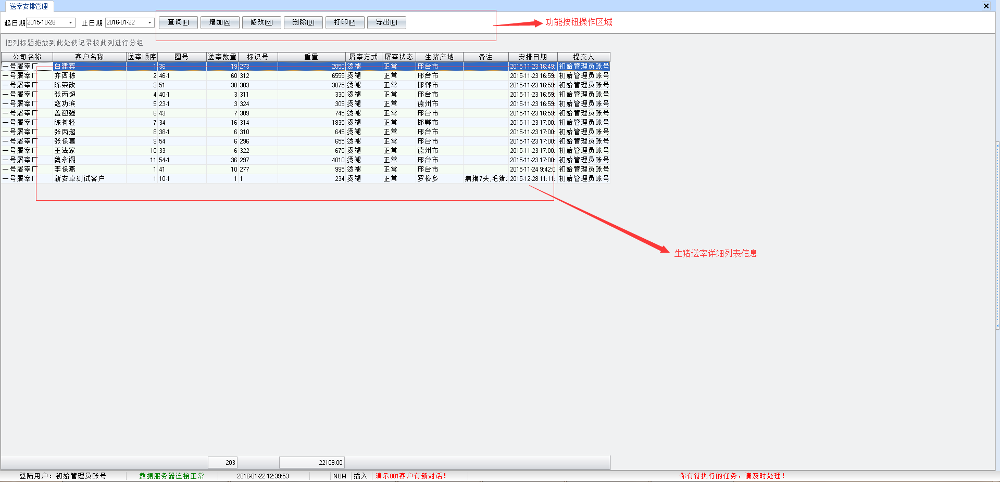 送宰安排管理
起日期 2015-10-28 止日期 2016-01-22 查询(F) 增加(A) 修改(M) 删除(D) 打印(P) 导出(E) 功能按钮操作区域
把列标题拖放到此处使记录按此列进行分组
公司名称 客户名称 送宰顺序 圈号 送宰数量 标识号 重量 屠宰方式 屠宰状态 生猪产地 备注 安排日期 提交人
一号屠宰厂 白建宾 1 36 19 273 2050 烫褪 正常 邢台市 2015-11-23 16:49: 初始管理员账号
一号屠宰厂 齐西栋 2 46-1 60 312 6555 烫褪 正常 邢台市 2015-11-23 16:59: 初始管理员账号
一号屠宰厂 陈荣改 3 51 30 303 3075 烫褪 正常 邯郸市 2015-11-23 16:59: 初始管理员账号
一号屠宰厂 张丙超 4 40-1 3 311 330 烫褪 正常 邢台市 2015-11-23 16:59: 初始管理员账号
一号屠宰厂 寇功滨 5 23-1 3 324 305 烫褪 正常 德州市 2015-11-23 16:59: 初始管理员账号
一号屠宰厂 盖迎强 6 43 7 309 745 烫褪 正常 邢台市 2015-11-23 16:59: 初始管理员账号
一号屠宰厂 陈树轻 7 34 16 314 1835 烫褪 正常 邯郸市 2015-11-23 17:00: 初始管理员账号
一号屠宰厂 张丙超 8 38-1 6 310 645 烫褪 正常 邢台市 2015-11-23 17:00: 初始管理员账号
一号屠宰厂 张保喜 9 54 6 296 655 烫褪 正常 邢台市 2015-11-23 17:00: 初始管理员账号
一号屠宰厂 王法家 10 33 6 322 675 烫褪 正常 德州市 2015-11-23 17:00: 初始管理员账号
一号屠宰厂 魏永阁 11 54-1 36 297 4010 烫褪 正常 邢台市 2015-11-23 17:00: 初始管理员账号
一号屠宰厂 李保燕 1 41 10 277 995 烫褪 正常 邢台市 2015-11-24 9:42:0 初始管理员账号
一号屠宰厂 新安卓测试客户 1 10-1 1 1 234 烫褪 正常 罗格乡 病猪7头,毛猪 2015-12-28 11:11: 初始管理员账号
生猪送宰详细列表信息
203 22109.00
登陆用户：初始管理员账号 数据服务器连接正常 2016-01-22 12:39:53 NUM 插入 演示001客户有新对话！ 你有待执行的任务，请及时处理！